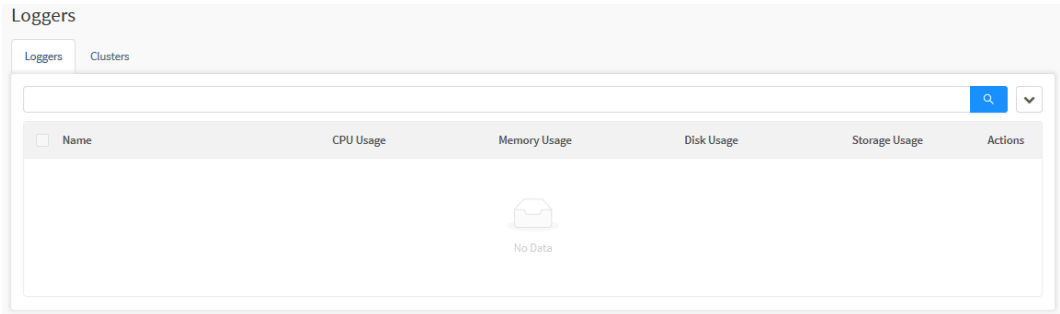 Loggers
Loggers Clusters
Name CPU Usage Memory Usage Disk Usage Storage Usage Actions
No Data